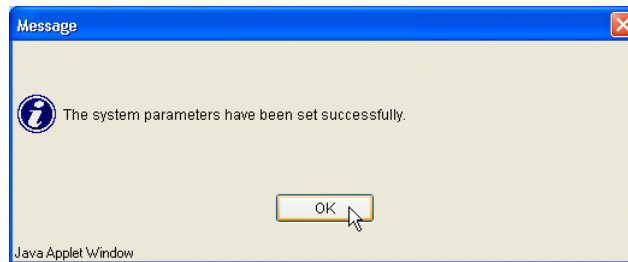 Message
The system parameters have been set successfully.
OK
Java Applet Window